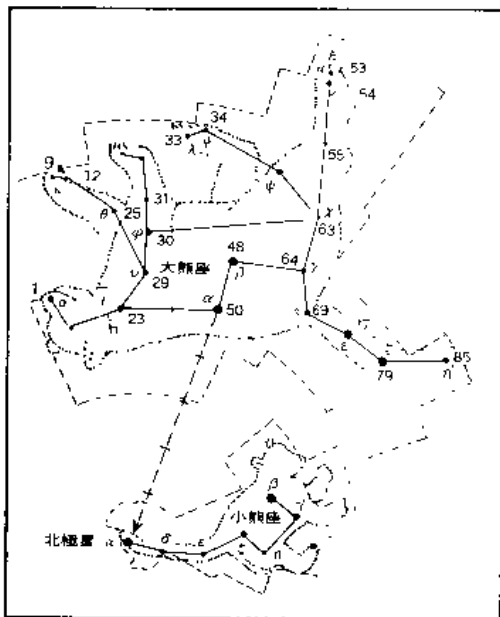 53
54
34
33
λ
ψ
55
9
12
ψ
31
β
25
χ
63
φ
30
大熊座
48
β
64
γ
υ
29
1
α
23
α
50
69
ε
79
85
η
β
小熊座
北極星
α
δ
ε
η